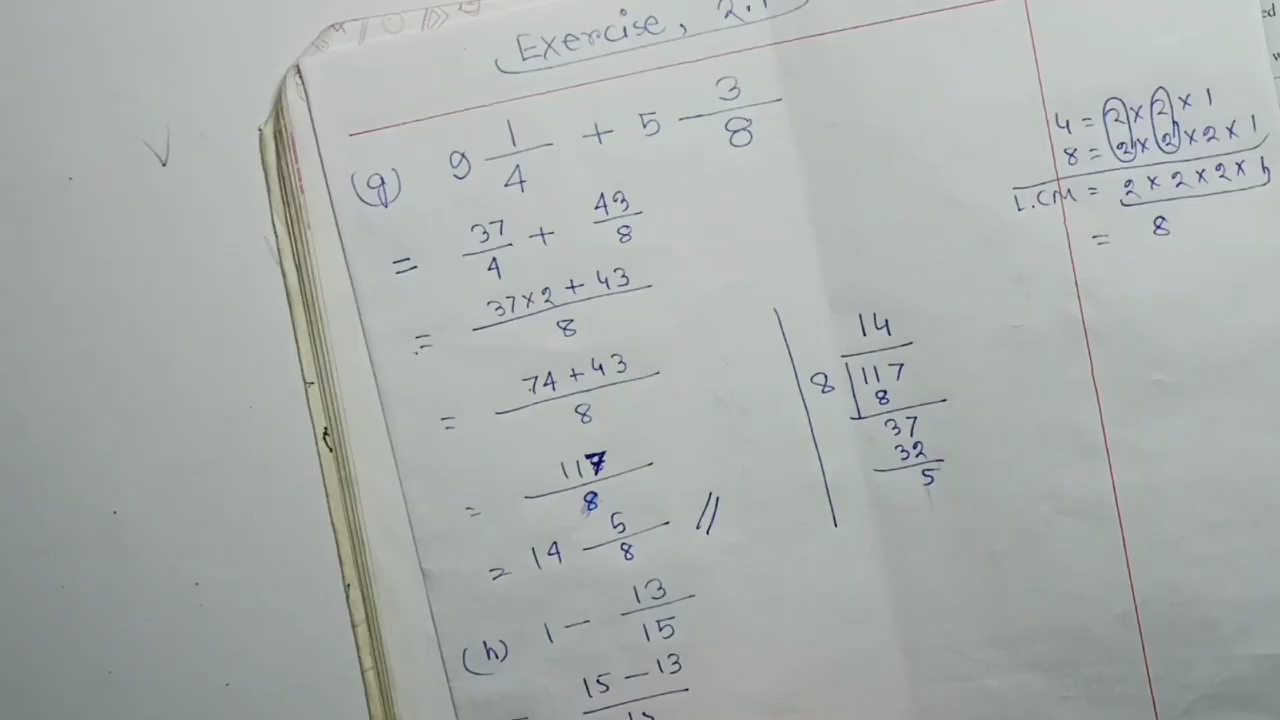 Exercise, 2.1
(g) 9 1/4 + 5 3/8
= 37/4 + 43/8
= 37×2 + 43/8
= 74 + 43/8
= 117/8
= 14 5/8 //
(h) 1 - 13/15
15 - 13
4 = 2 × 2 × 1
8 = 2 × 2 × 2 × 1
L.CM = 2 × 2 × 2 × 1
= 8
14
8 117
8
37
32
5